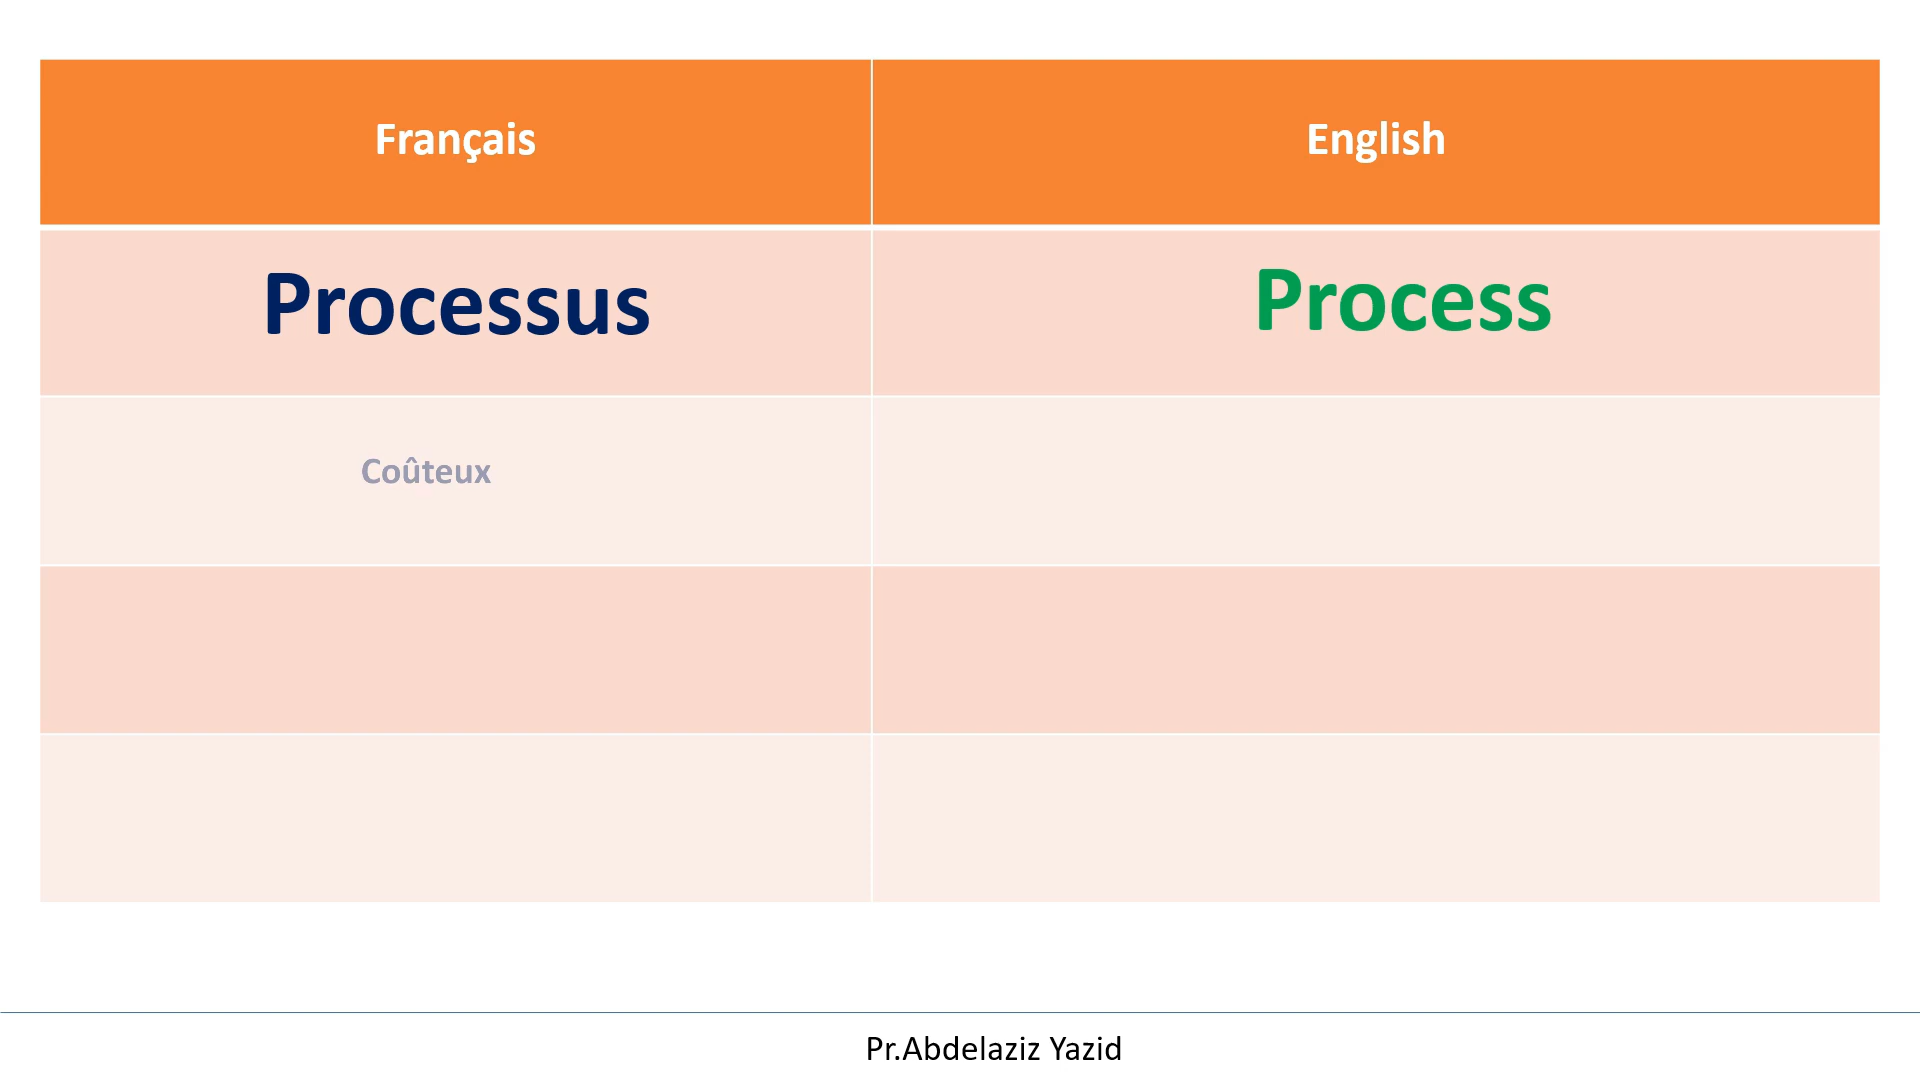 Français English
Processus Process
Coûteux
Pr.Abdelaziz Yazid